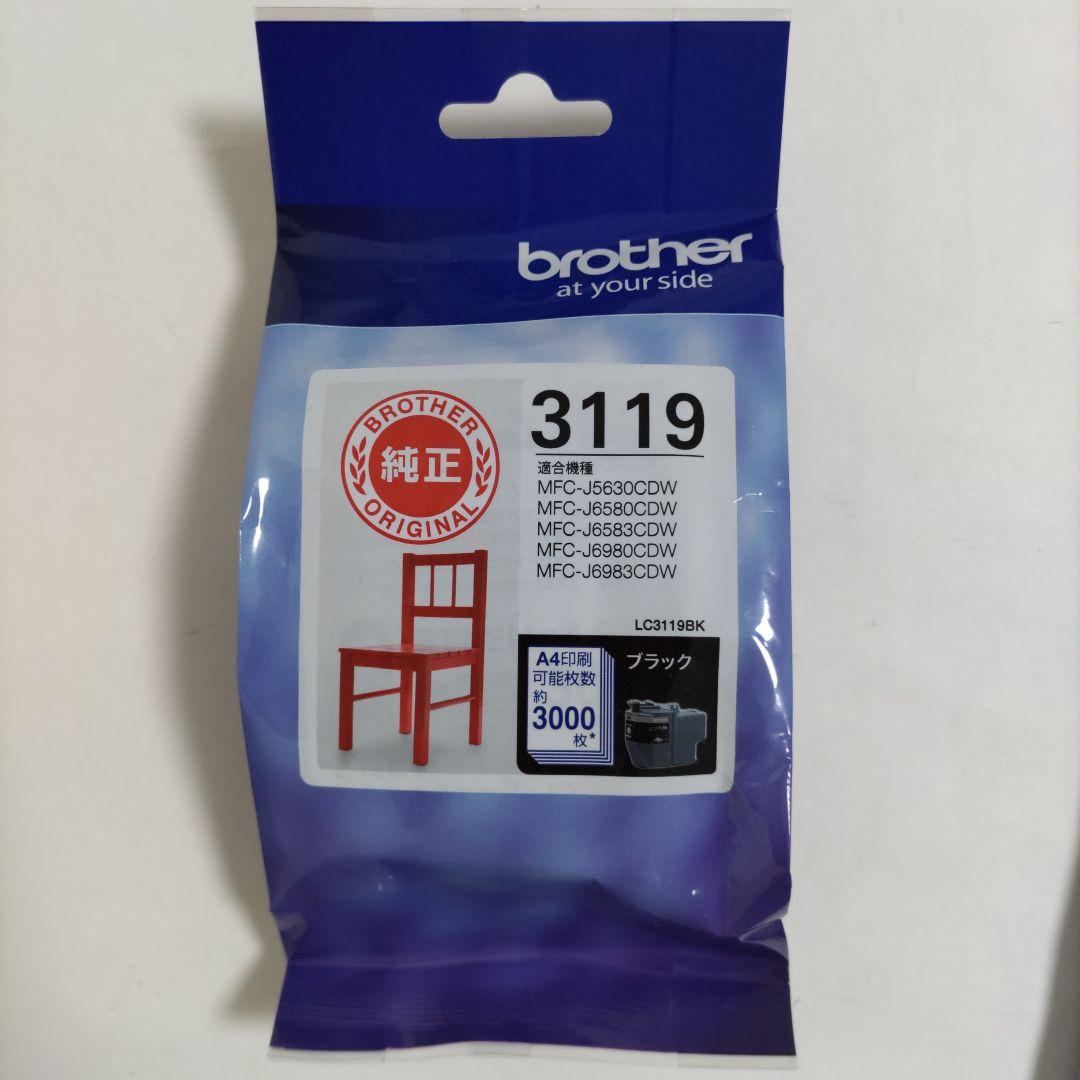 brother
at your side
BROTHER
純正
ORIGINAL
3119
適合機種
MFC-J5630CDW
MFC-J6580CDW
MFC-J6583CDW
MFC-J6980CDW
MFC-J6983CDW
LC3119BK
A4印刷
可能枚数
約
3000
枚*
ブラック